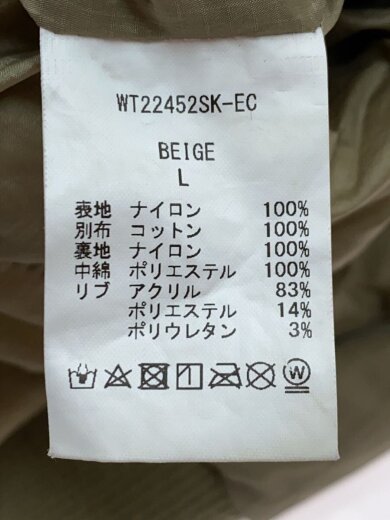 WT22452SK-EC
BEIGE
L
表地 ナイロン 100%
別布 コットン 100%
裏地 ナイロン 100%
中綿 ポリエステル 100%
リブ アクリル 83%
ポリエステル 14%
ポリウレタン 3%
W